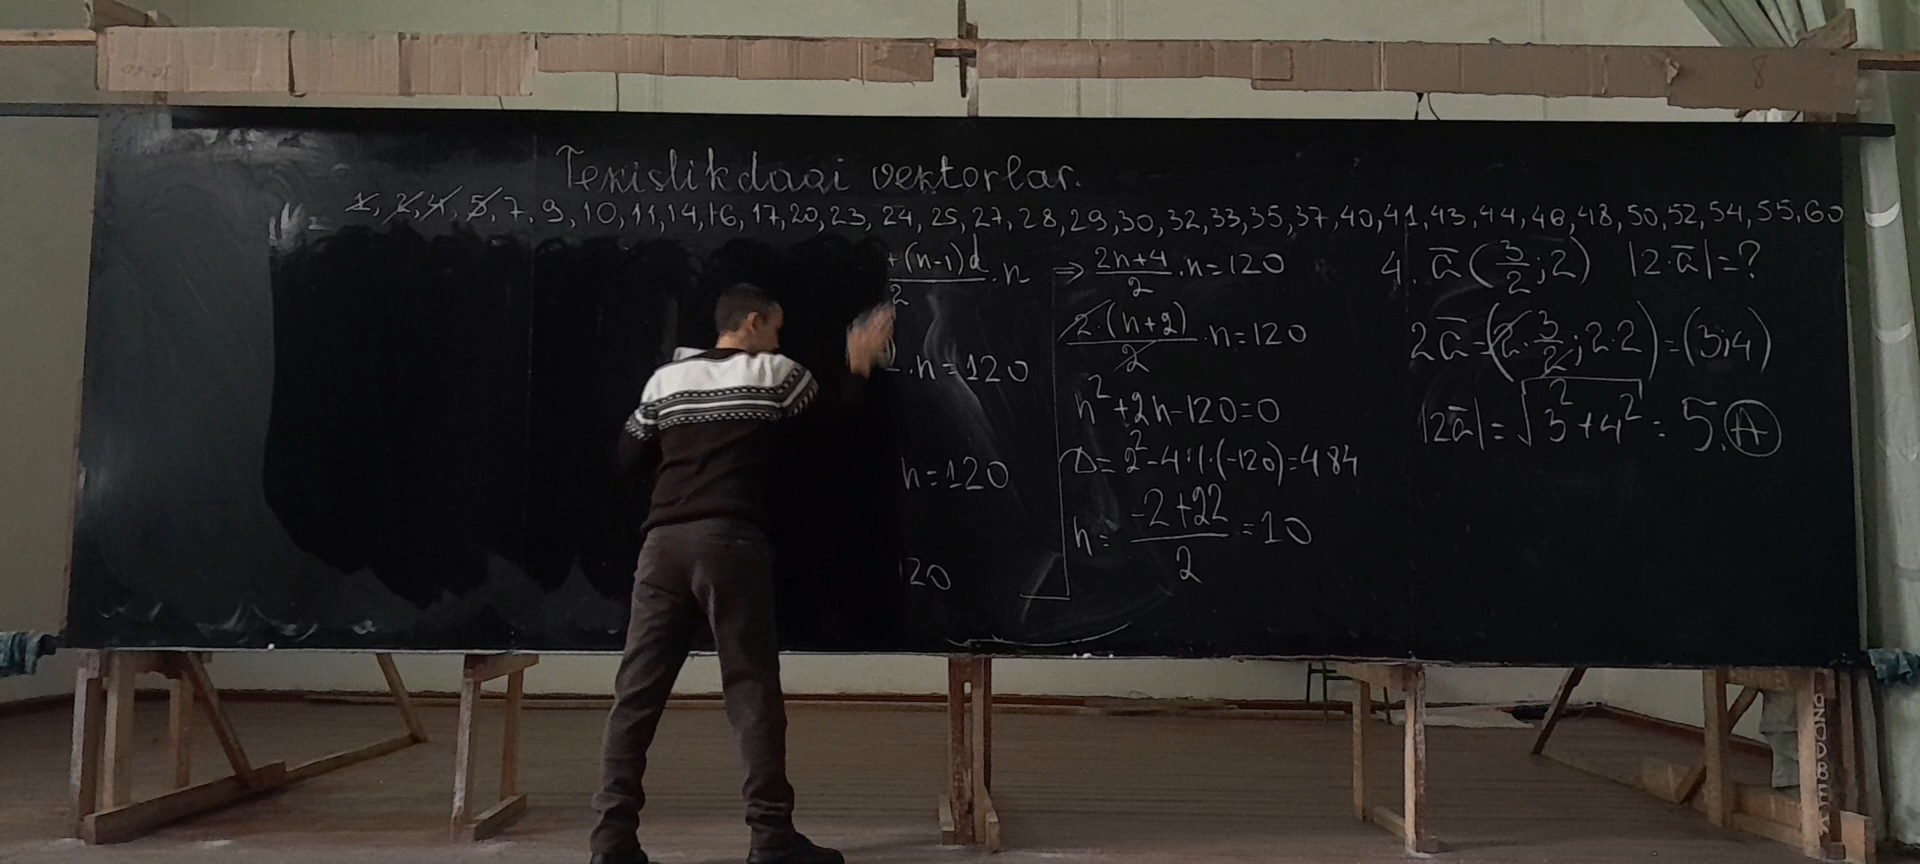 Tekislikdagi vektorlar.
№ 1, 2, 4, 5, 7, 9, 10, 11, 14, 16, 17, 20, 23, 24, 25, 27, 28, 29, 30, 32, 33, 35, 37, 40, 41, 43, 44, 46, 48, 50, 52, 54, 55, 60
+(n-1)d/2 · n
· n = 120
n = 120
20
⇒ (2n+4)/2 · n = 120
2·(n+2)/2 · n = 120
n² + 2n - 120 = 0
D = 2² - 4·1·(-120) = 484
n = (-2+22)/2 = 10
4. a̅ (3/2; 2) |2·a̅| = ?
2a̅ = (2·3/2; 2·2) = (3; 4)
|2a̅| = √(3² + 4²) = 5. A
8